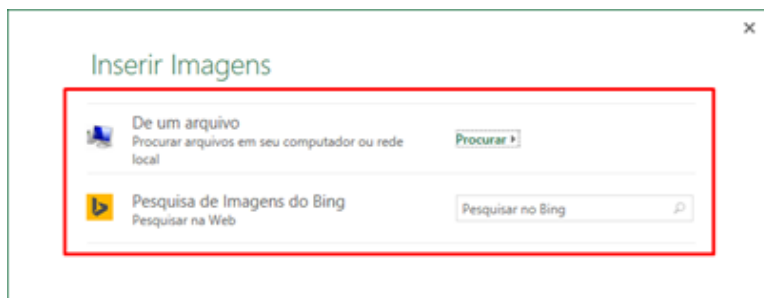 Inserir Imagens
De um arquivo
Procurar arquivos em seu computador ou rede
local
Procurar
Pesquisa de Imagens do Bing
Pesquisar na Web
Pesquisar no Bing